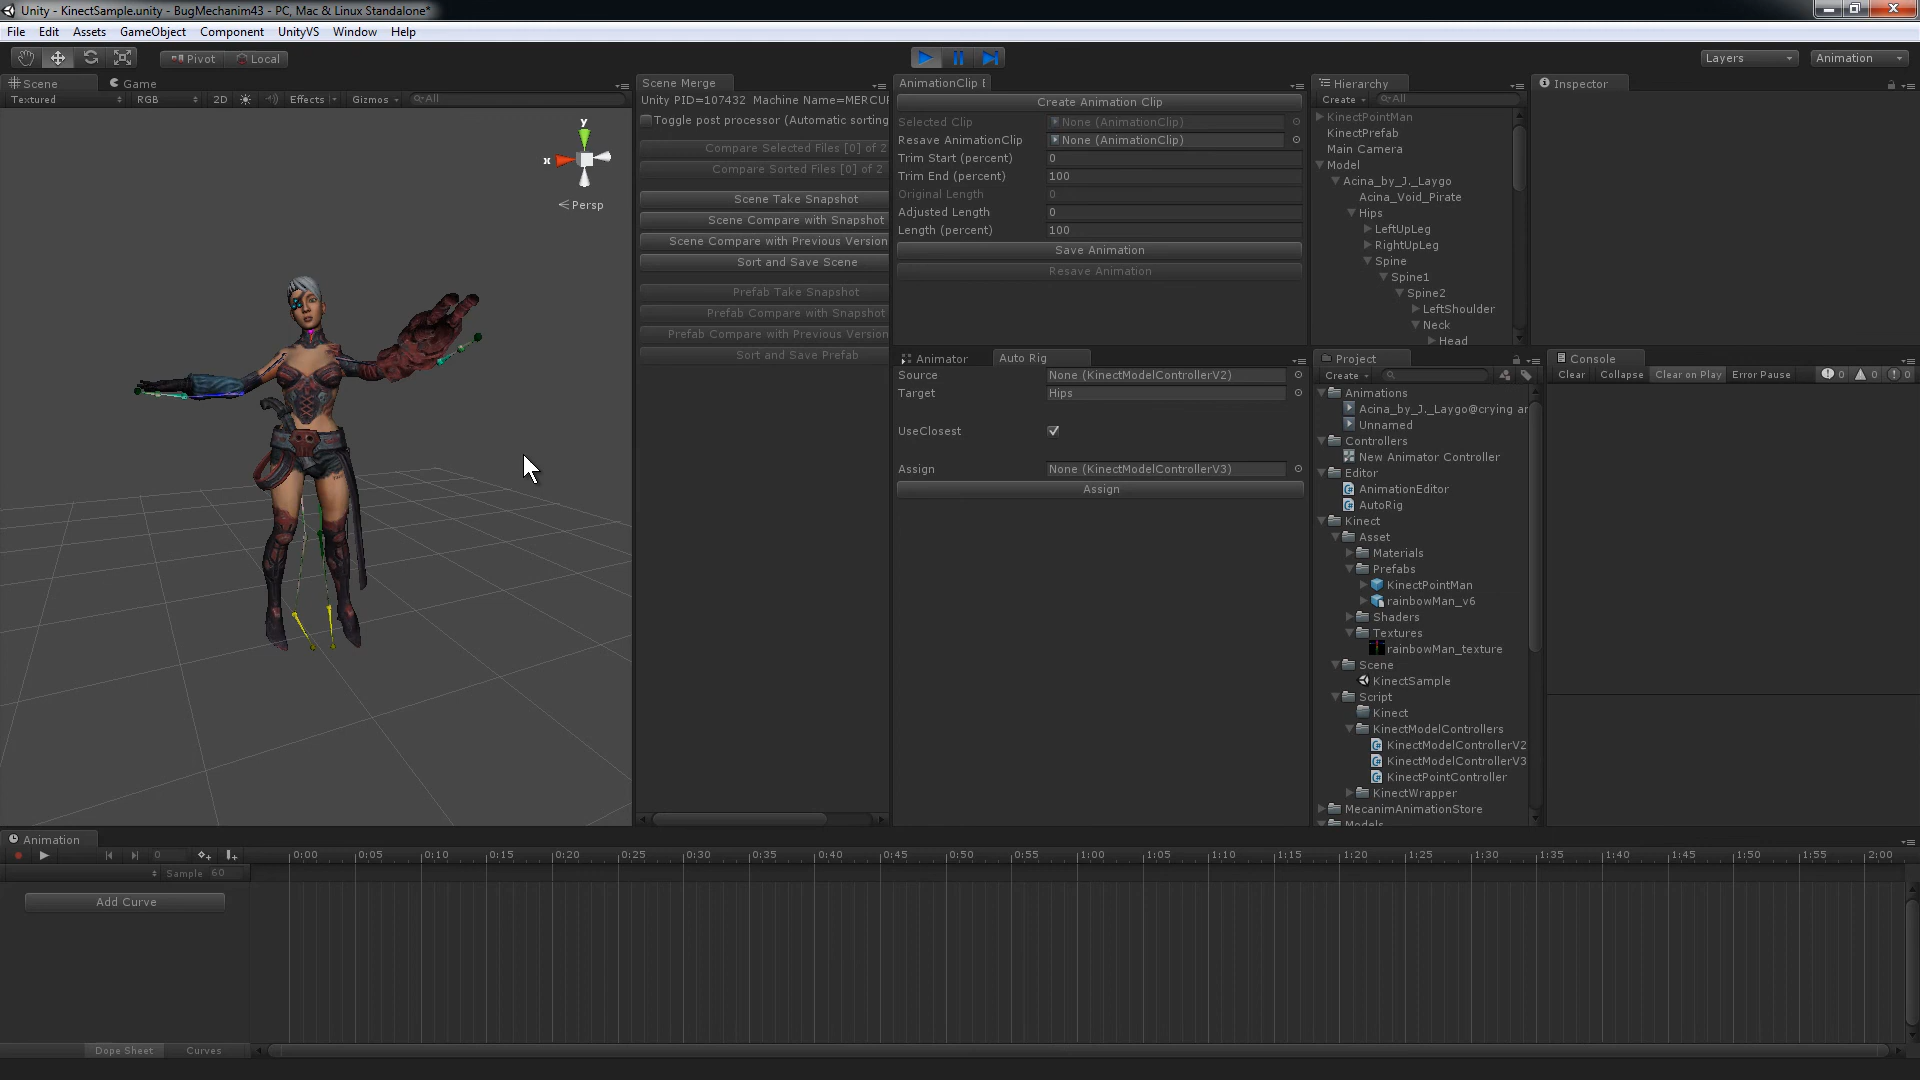 Unity - KinectSample.unity - BugMechanim43 - PC, Mac & Linux Standalone*
File Edit Assets GameObject Component UnityVS Window Help
Pivot Local Layers Animation
Scene Game
Textured RGB 2D Effects Gizmos All
y
x
Persp
Scene Merge
Unity PID=107432 Machine Name=MERCUR
Toggle post processor (Automatic sorting
Compare Selected Files [0] of 2
Compare Sorted Files [0] of 2
Scene Take Snapshot
Scene Compare with Snapshot
Scene Compare with Previous Version
Sort and Save Scene
Prefab Take Snapshot
Prefab Compare with Snapshot
Prefab Compare with Previous Version
Sort and Save Prefab
AnimationClip E
Create Animation Clip
Selected Clip None (AnimationClip)
Resave AnimationClip None (AnimationClip)
Trim Start (percent) 0
Trim End (percent) 100
Original Length 0
Adjusted Length 0
Length (percent) 100
Save Animation
Resave Animation
Animator Auto Rig
Source None (KinectModelControllerV2)
Target Hips
UseClosest
Assign None (KinectModelControllerV3)
Assign
Hierarchy
Create All
KinectPointMan
KinectPrefab
Main Camera
Model
Acina_by_J._Laygo
Acina_Void_Pirate
Hips
LeftUpLeg
RightUpLeg
Spine
Spine1
Spine2
LeftShoulder
Neck
Head
Project
Create
Animations
Acina_by_J._Laygo@crying ar
Unnamed
Controllers
New Animator Controller
Editor
AnimationEditor
AutoRig
Kinect
Asset
Materials
Prefabs
KinectPointMan
rainbowMan_v6
Shaders
Textures
rainbowMan_texture
Scene
KinectSample
Script
Kinect
KinectModelControllers
KinectModelControllerV2
KinectModelControllerV3
KinectPointController
KinectWrapper
MecanimAnimationStore
Models
Inspector
Console
Clear Collapse Clear on Play Error Pause 0 0 0
Animation
0 0:00 0:05 0:10 0:15 0:20 0:25 0:30 0:35 0:40 0:45 0:50 0:55 1:00 1:05 1:10 1:15 1:20 1:25 1:30 1:35 1:40 1:45 1:50 1:55 2:00
Sample 60
Add Curve
Dope Sheet Curves